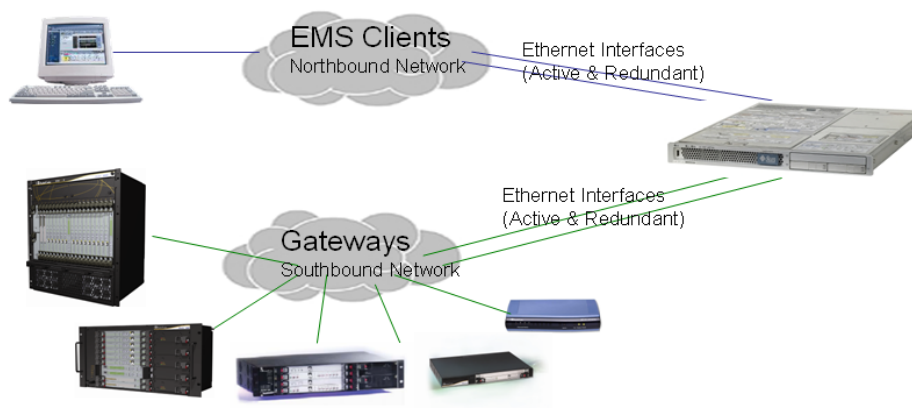 EMS Clients
Northbound Network
Ethernet Interfaces
(Active & Redundant)
Ethernet Interfaces
(Active & Redundant)
Gateways
Southbound Network